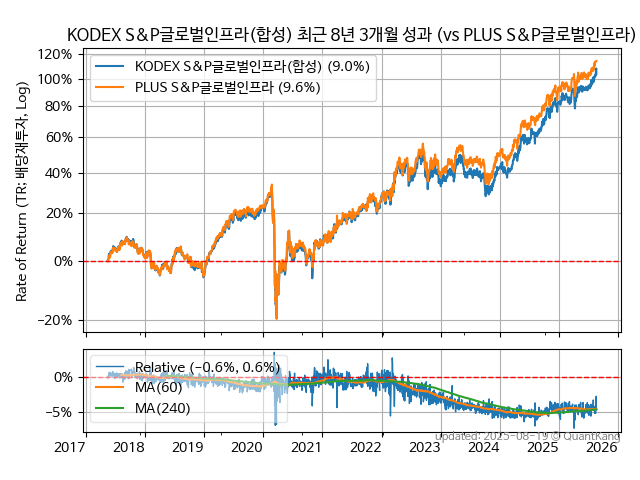 KODEX S&P글로벌인프라(합성) 최근 8년 3개월 성과 (vs PLUS S&P글로벌인프라)
120%
100%
80%
60%
40%
20%
0%
−20%
Rate of Return (TR: 배당재투자, Log)
KODEX S&P글로벌인프라(합성) (9.0%)
PLUS S&P글로벌인프라 (9.6%)
0%
−5%
Relative (−0.6%, 0.6%)
MA(60)
MA(240)
Updated: 2025-08-19 © QuantKang
2017 2018 2019 2020 2021 2022 2023 2024 2025 2026